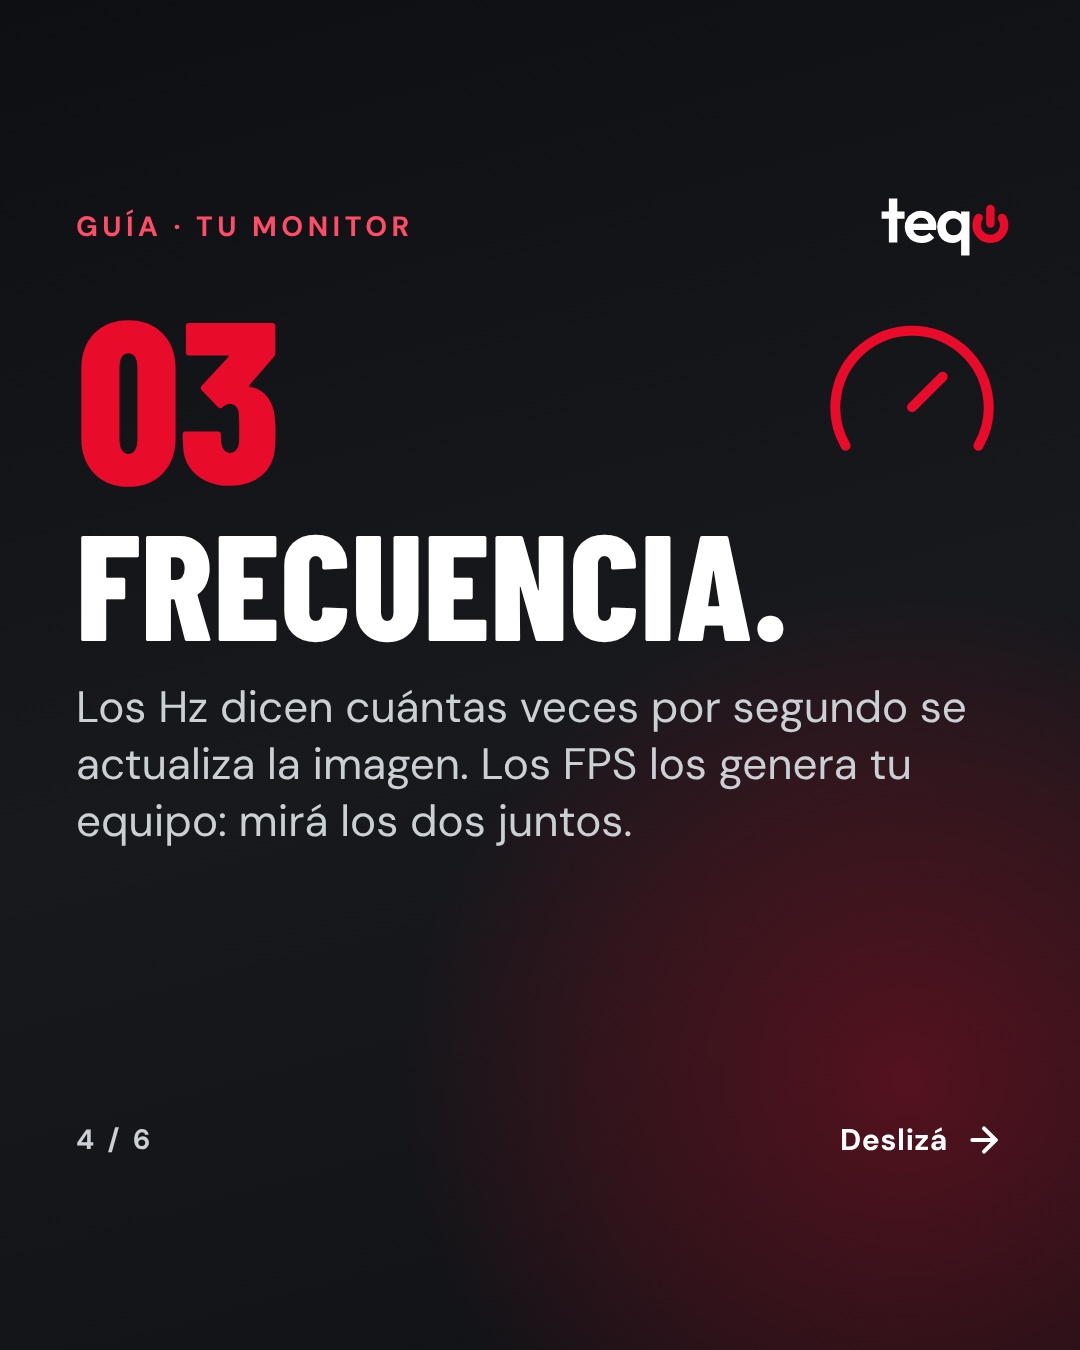 GUÍA · TU MONITOR
teqo
03
FRECUENCIA.
Los Hz dicen cuántas veces por segundo se
actualiza la imagen. Los FPS los genera tu
equipo: mirá los dos juntos.
4 / 6
Deslizá →